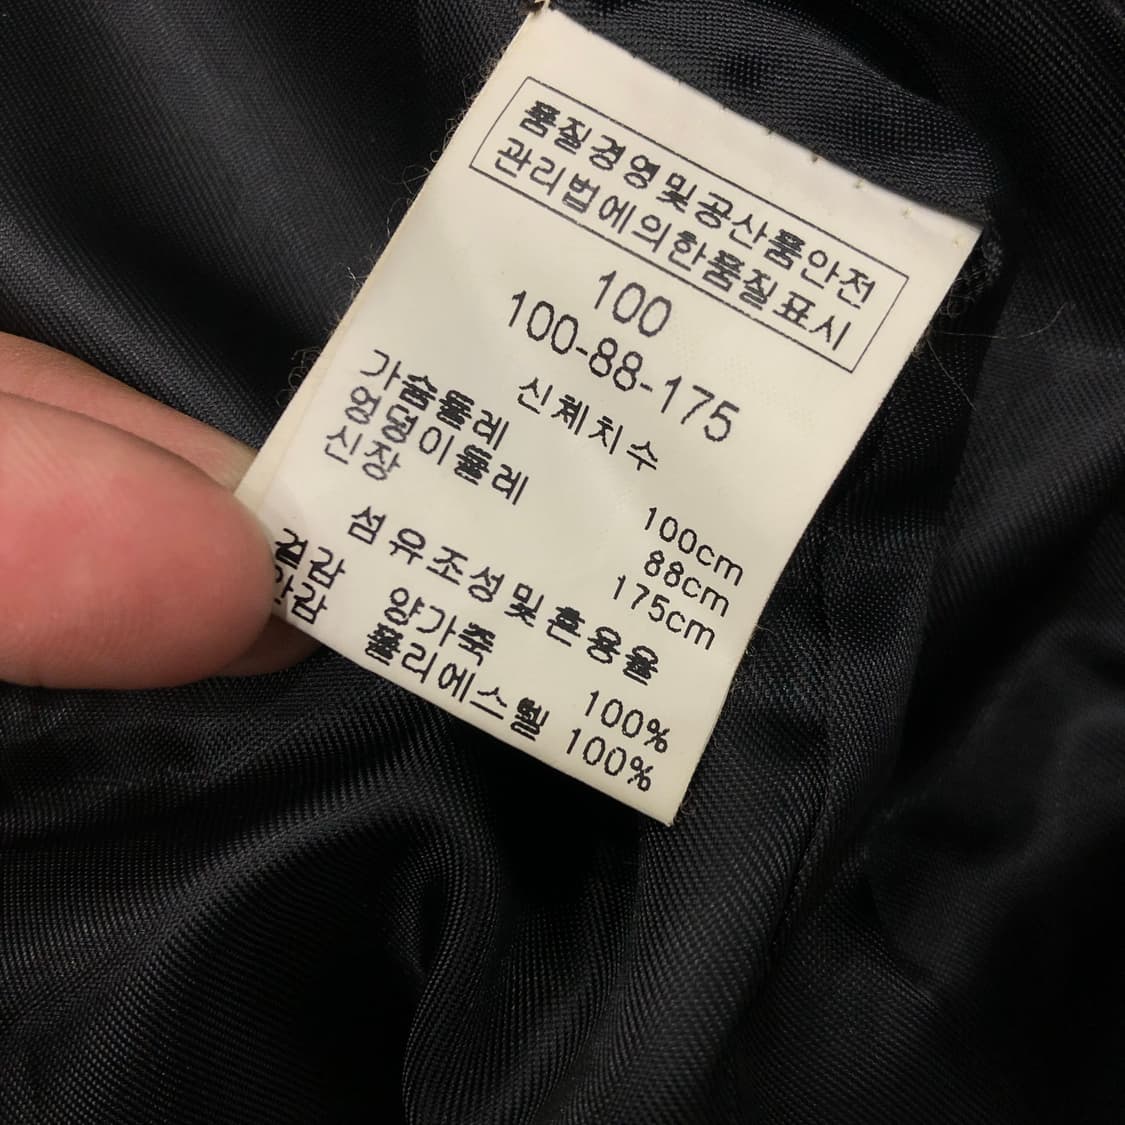 품질경영및공산품안전
관리법에의한품질표시
100
100-88-175
신체치수
가슴둘레 100cm
엉덩이둘레 88cm
신장 175cm
섬유조성및혼용율
겉감 양가죽 100%
안감 폴리에스텔 100%